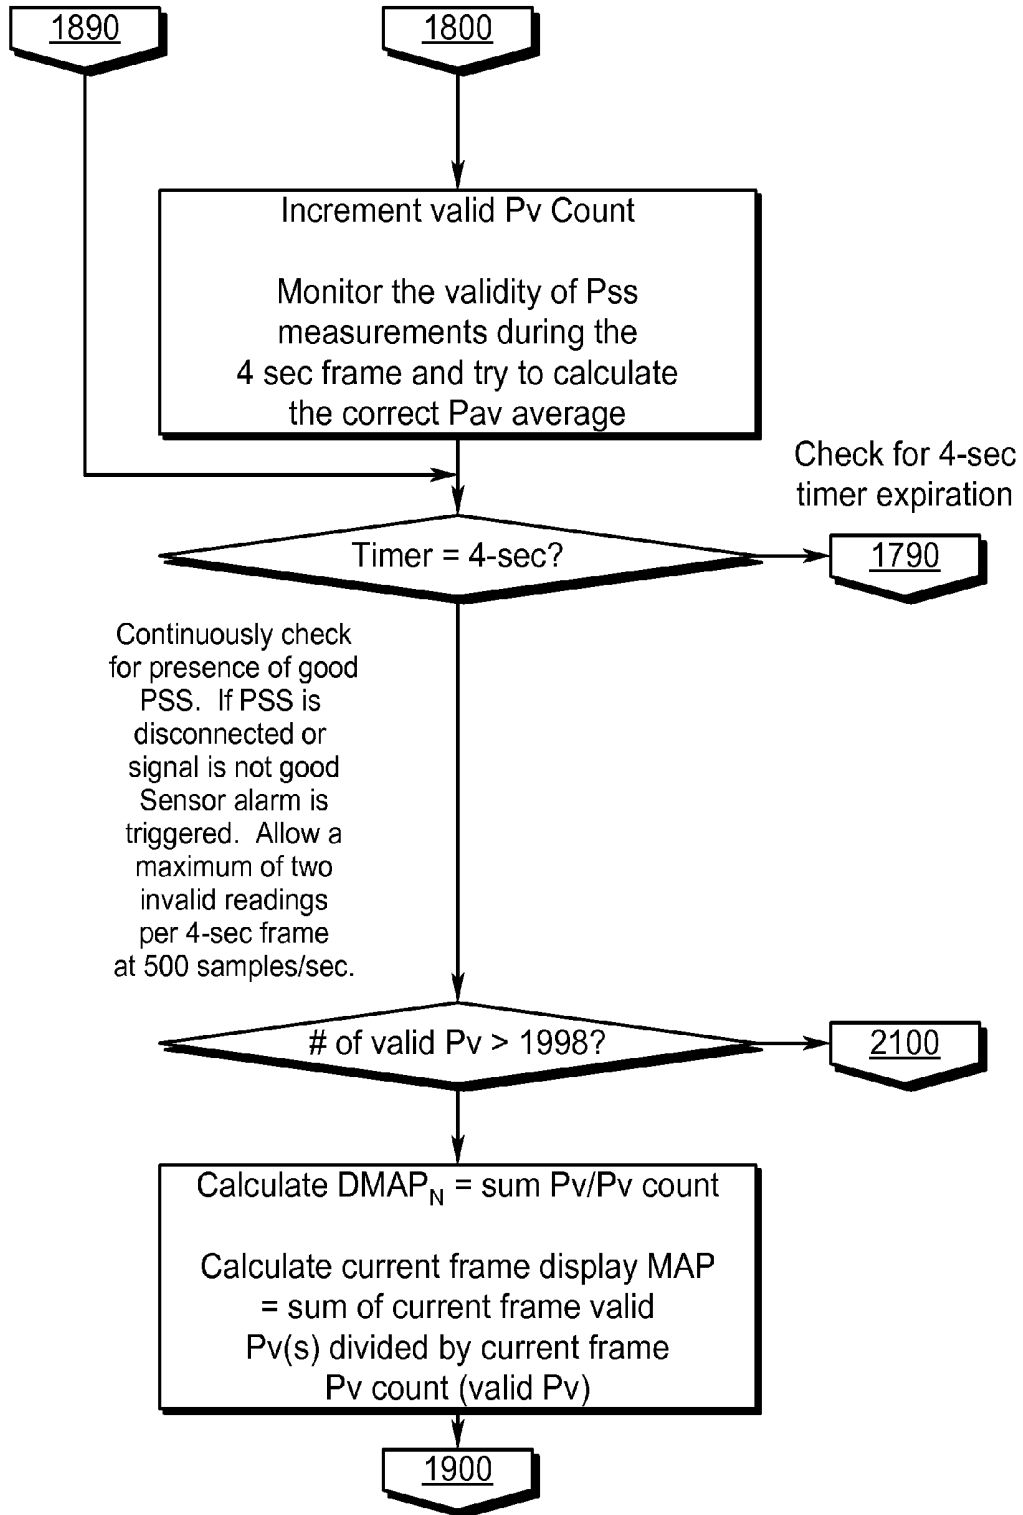 1890
1800
Increment valid Pv Count
Monitor the validity of Pss
measurements during the
4 sec frame and try to calculate
the correct Pav average
Check for 4-sec
timer expiration
Timer = 4-sec?
1790
Continuously check
for presence of good
PSS. If PSS is
disconnected or
signal is not good
Sensor alarm is
triggered. Allow a
maximum of two
invalid readings
per 4-sec frame
at 500 samples/sec.
# of valid Pv > 1998?
2100
Calculate DMAP_N = sum Pv/Pv count
Calculate current frame display MAP
= sum of current frame valid
Pv(s) divided by current frame
Pv count (valid Pv)
1900